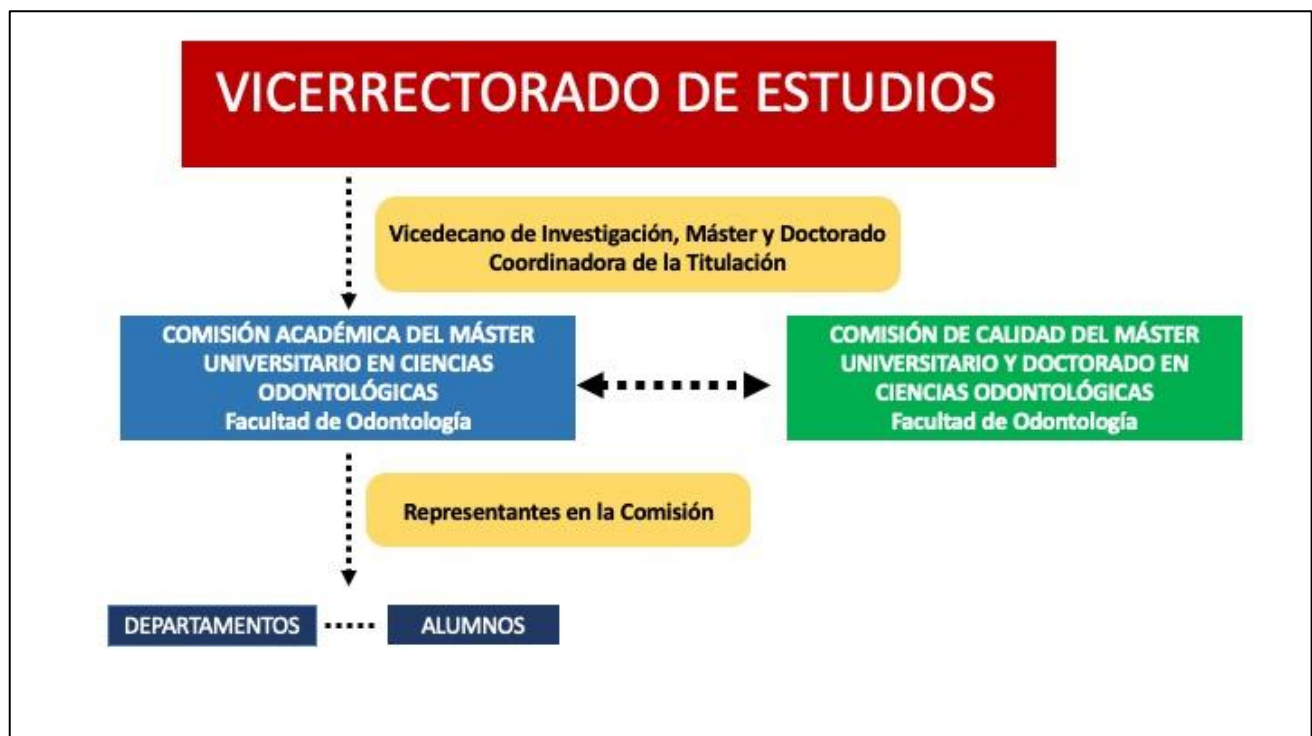 VICERRECTORADO DE ESTUDIOS
Vicedecano de Investigación, Máster y Doctorado
Coordinadora de la Titulación
COMISIÓN ACADÉMICA DEL MÁSTER
UNIVERSITARIO EN CIENCIAS
ODONTOLÓGICAS
Facultad de Odontología
COMISIÓN DE CALIDAD DEL MÁSTER
UNIVERSITARIO Y DOCTORADO EN
CIENCIAS ODONTOLÓGICAS
Facultad de Odontología
Representantes en la Comisión
DEPARTAMENTOS
ALUMNOS